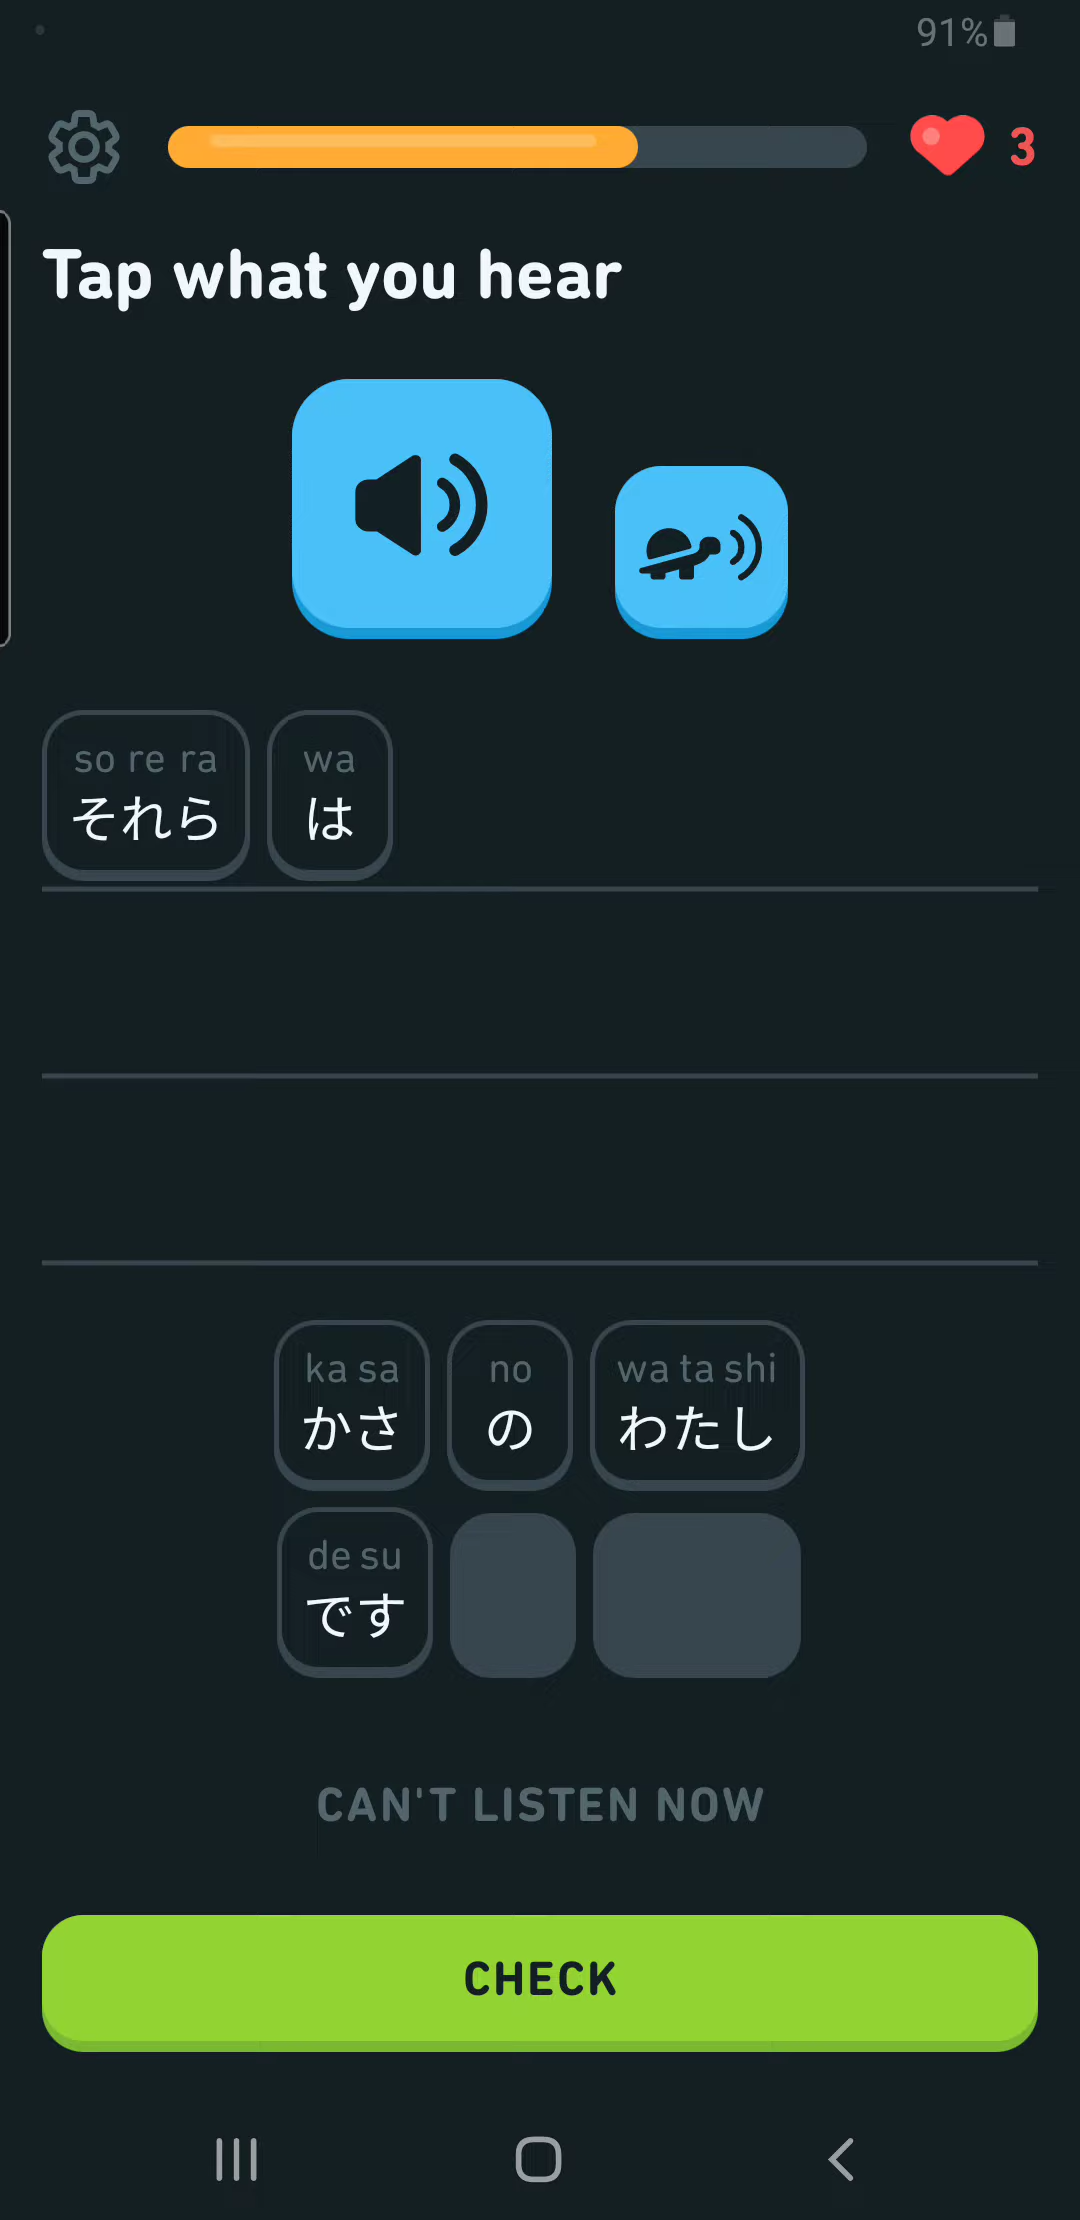 91%
3
Tap what you hear
so re ra wa
それら は
ka sa no wa ta shi
かさ の わたし
de su
です
CAN'T LISTEN NOW
CHECK